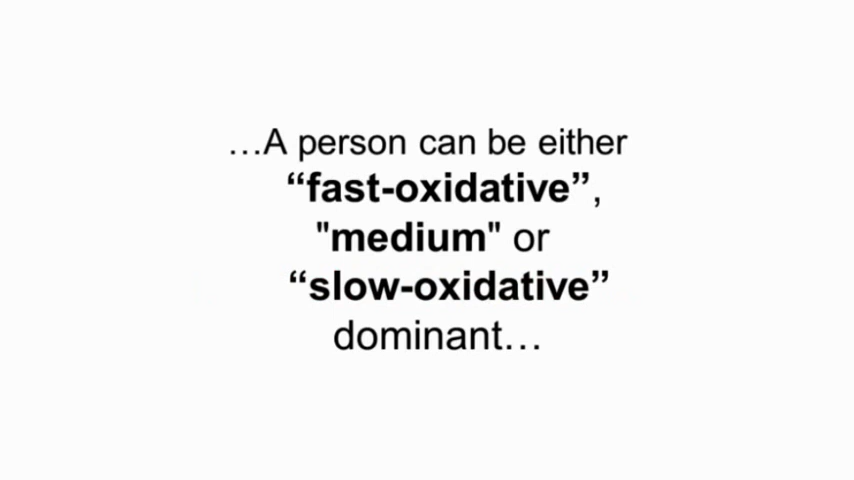 …A person can be either
“fast-oxidative”,
"medium" or
“slow-oxidative”
dominant…